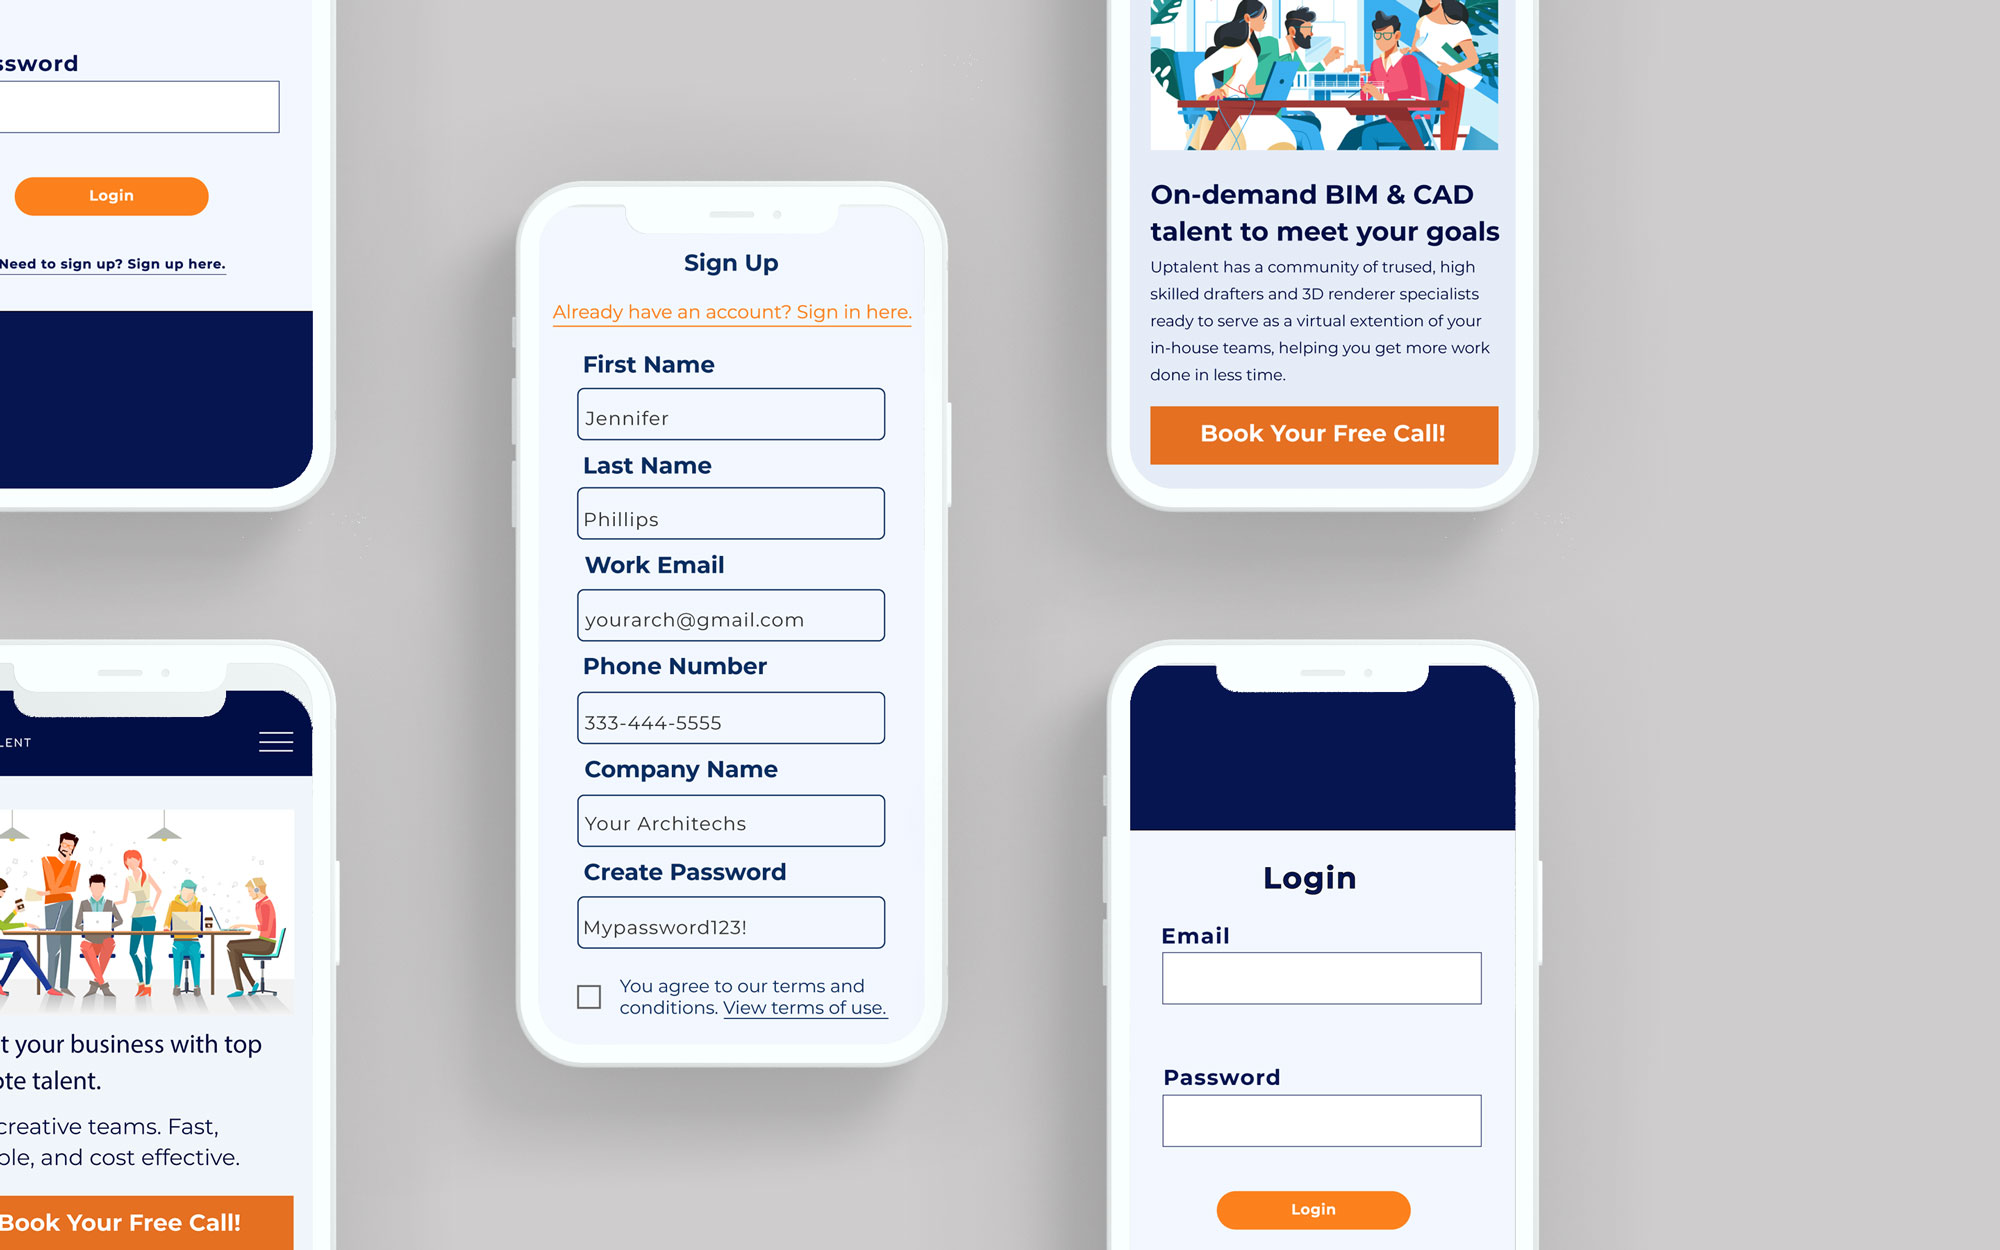 ssword
Login
Need to sign up? Sign up here.
LENT
t your business with top
ote talent.
creative teams. Fast,
ble, and cost effective.
Book Your Free Call!
Sign Up
Already have an account? Sign in here.
First Name
Jennifer
Last Name
Phillips
Work Email
yourarch@gmail.com
Phone Number
333-444-5555
Company Name
Your Architechs
Create Password
Mypassword123!
You agree to our terms and
conditions. View terms of use.
On-demand BIM & CAD
talent to meet your goals
Uptalent has a community of trused, high
skilled drafters and 3D renderer specialists
ready to serve as a virtual extention of your
in-house teams, helping you get more work
done in less time.
Book Your Free Call!
Login
Email
Password
Login